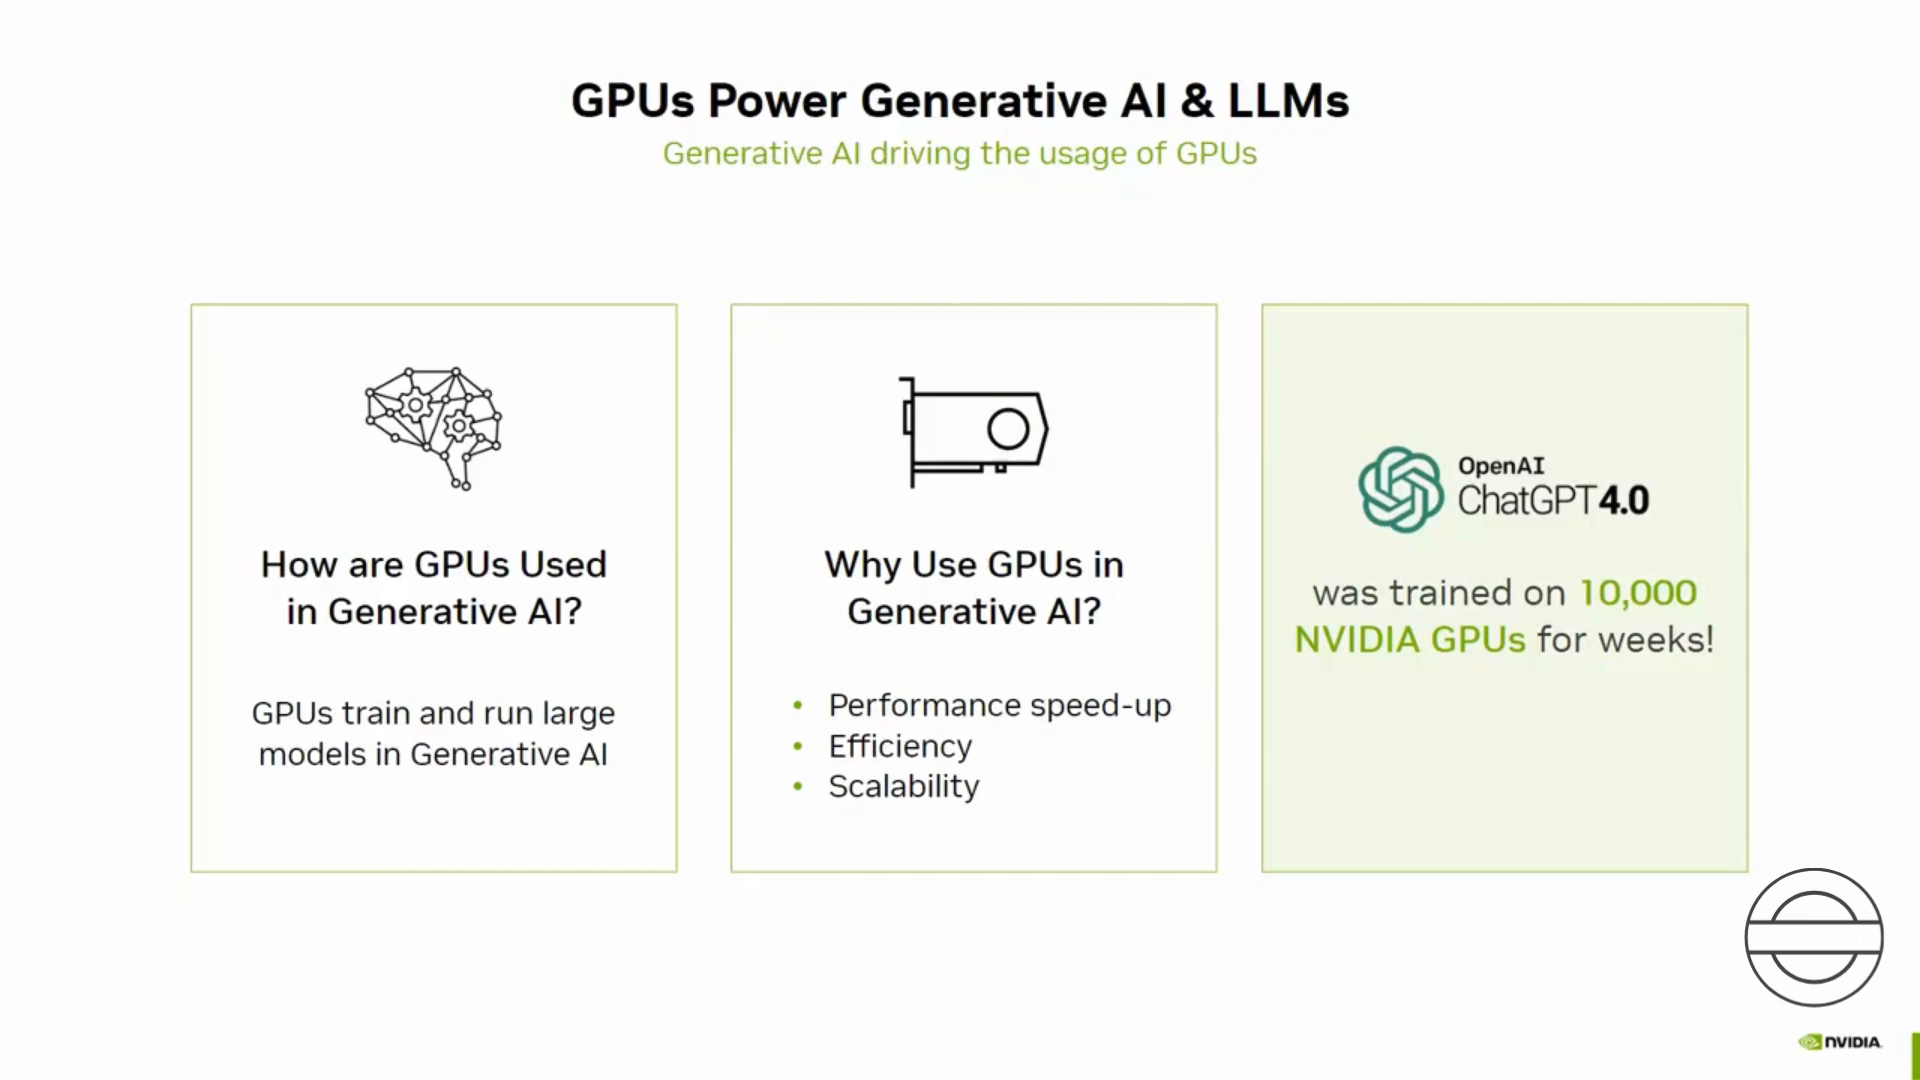 GPUs Power Generative AI & LLMs
Generative AI driving the usage of GPUs
How are GPUs Used
in Generative AI?
GPUs train and run large
models in Generative AI
Why Use GPUs in
Generative AI?
• Performance speed-up
• Efficiency
• Scalability
OpenAI
ChatGPT 4.0
was trained on 10,000
NVIDIA GPUs for weeks!
NVIDIA